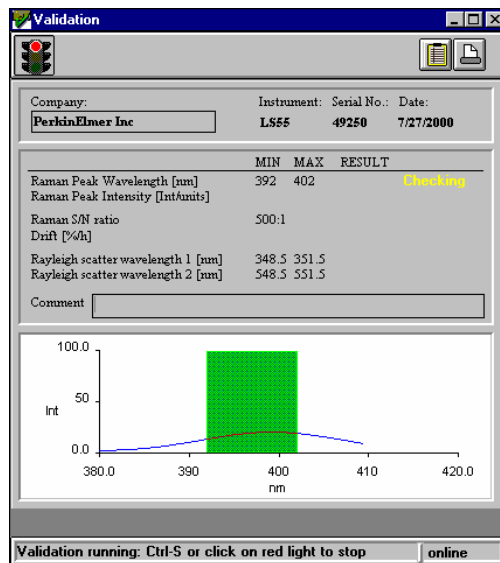 Validation
Company: Instrument: Serial No.: Date:
PerkinElmer Inc LS55 49250 7/27/2000
MIN MAX RESULT
Raman Peak Wavelength [nm] 392 402 Checking
Raman Peak Intensity [Int/units]
Raman S/N ratio 500:1
Drift [%/h]
Rayleigh scatter wavelength 1 [nm] 348.5 351.5
Rayleigh scatter wavelength 2 [nm] 548.5 551.5
Comment
100.0
Int 50
0.0
380.0 390 400 410 420.0
nm
Validation running: Ctrl-S or click on red light to stop online